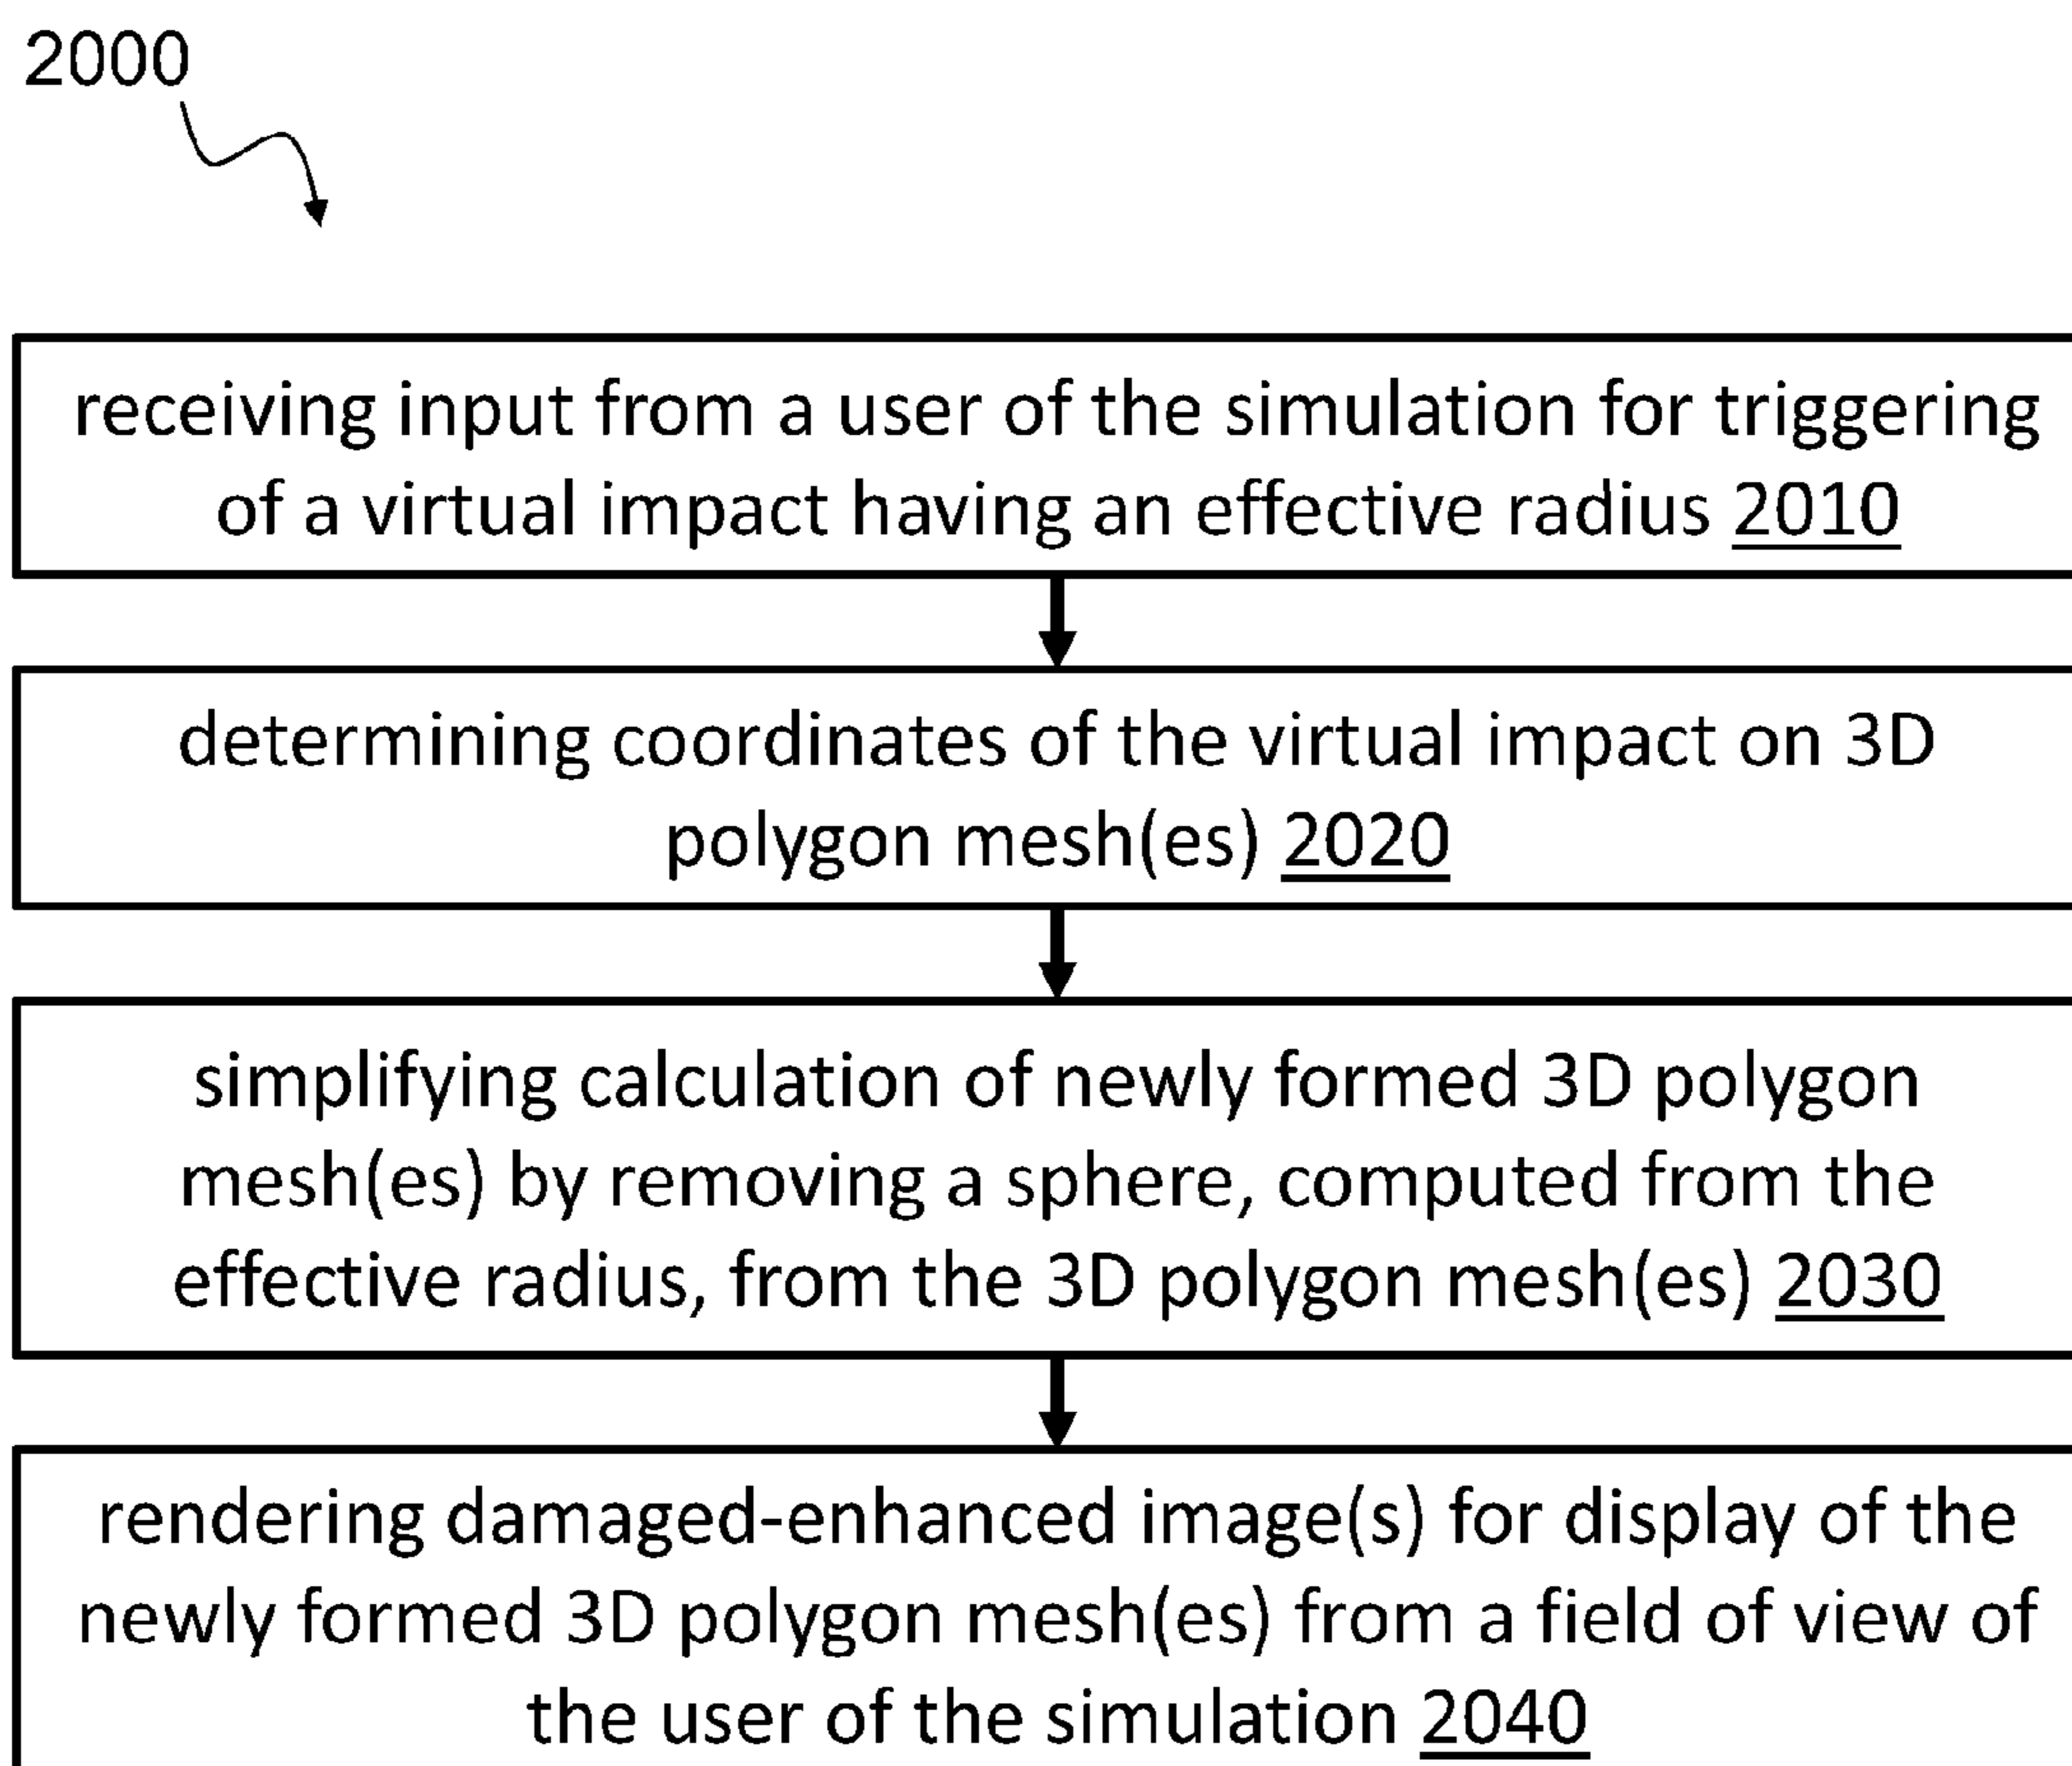 2000
receiving input from a user of the simulation for triggering
of a virtual impact having an effective radius 2010
determining coordinates of the virtual impact on 3D
polygon mesh(es) 2020
simplifying calculation of newly formed 3D polygon
mesh(es) by removing a sphere, computed from the
effective radius, from the 3D polygon mesh(es) 2030
rendering damaged-enhanced image(s) for display of the
newly formed 3D polygon mesh(es) from a field of view of
the user of the simulation 2040